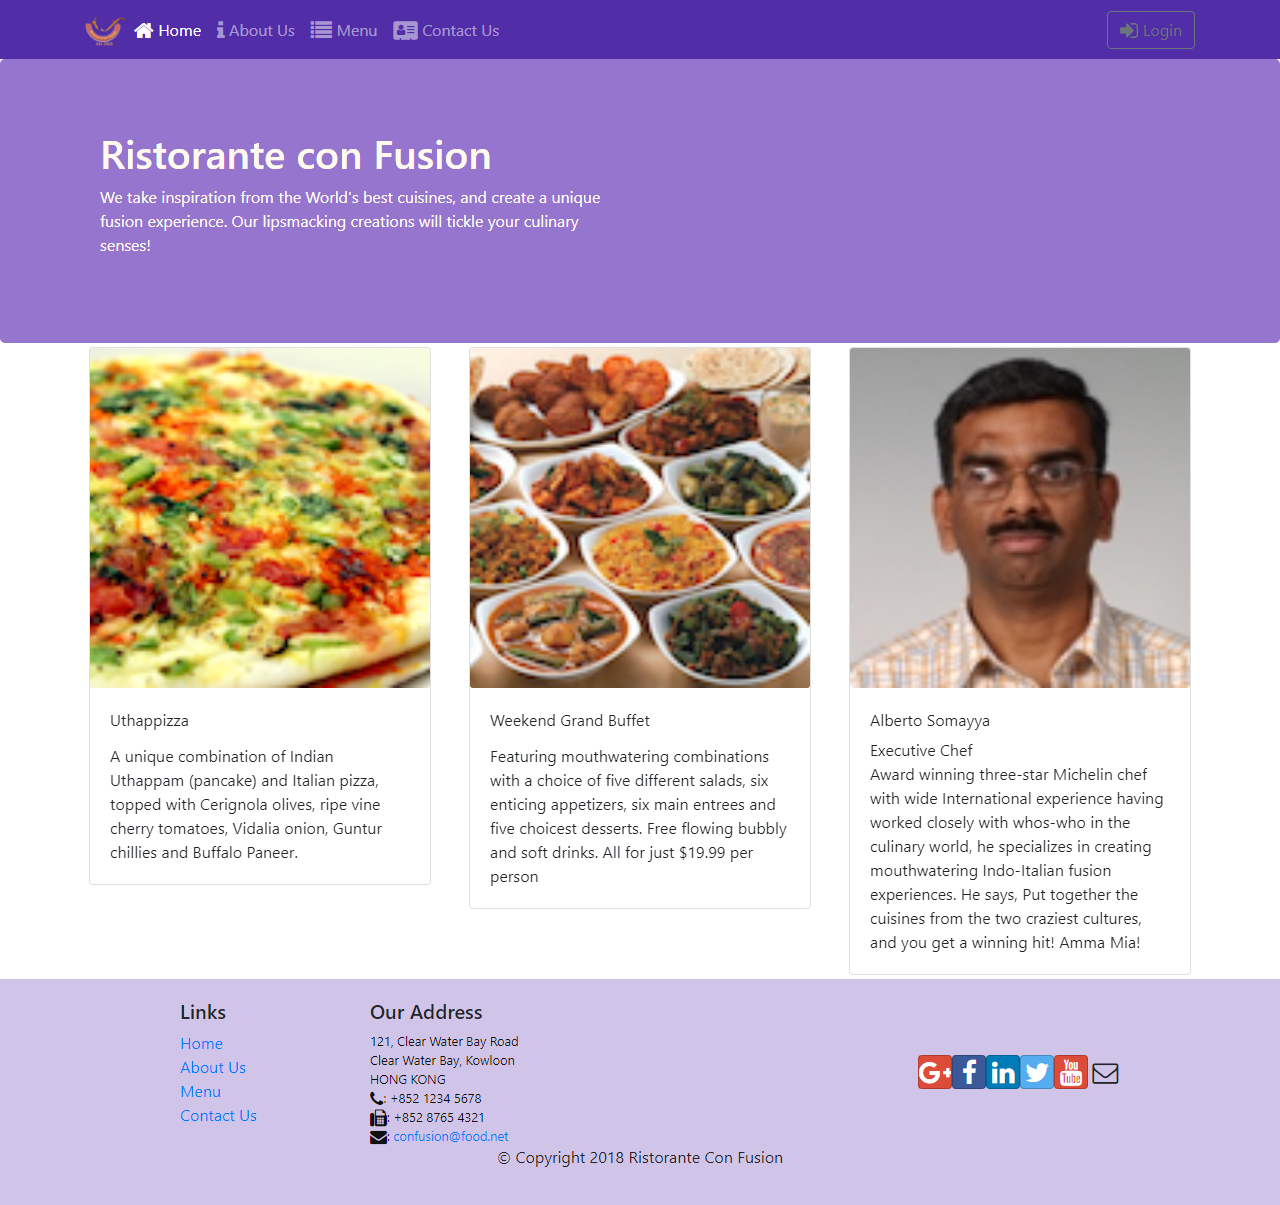 Home About Us Menu Contact Us Login
Ristorante con Fusion
We take inspiration from the World's best cuisines, and create a unique
fusion experience. Our lipsmacking creations will tickle your culinary
senses!
Uthappizza
A unique combination of Indian
Uthappam (pancake) and Italian pizza,
topped with Cerignola olives, ripe vine
cherry tomatoes, Vidalia onion, Guntur
chillies and Buffalo Paneer.
Weekend Grand Buffet
Featuring mouthwatering combinations
with a choice of five different salads, six
enticing appetizers, six main entrees and
five choicest desserts. Free flowing bubbly
and soft drinks. All for just $19.99 per
person
Alberto Somayya
Executive Chef
Award winning three-star Michelin chef
with wide International experience having
worked closely with whos-who in the
culinary world, he specializes in creating
mouthwatering Indo-Italian fusion
experiences. He says, Put together the
cuisines from the two craziest cultures,
and you get a winning hit! Amma Mia!
Links
Home
About Us
Menu
Contact Us
Our Address
121, Clear Water Bay Road
Clear Water Bay, Kowloon
HONG KONG
: +852 1234 5678
: +852 8765 4321
: confusion@food.net
G+ f in You Tube
© Copyright 2018 Ristorante Con Fusion